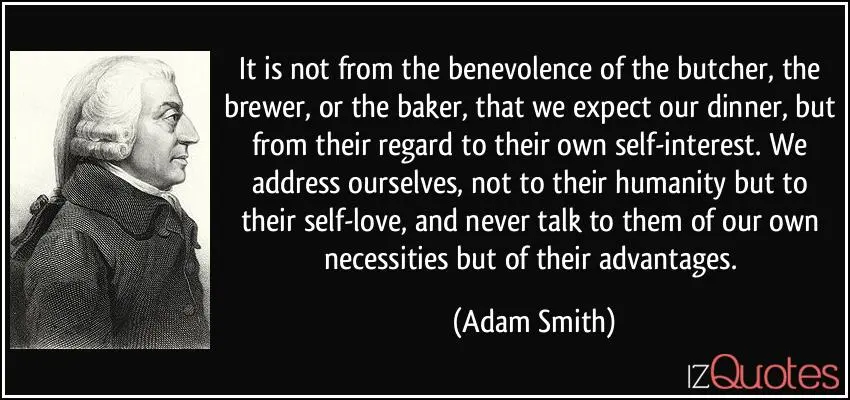 It is not from the benevolence of the butcher, the
brewer, or the baker, that we expect our dinner, but
from their regard to their own self-interest. We
address ourselves, not to their humanity but to
their self-love, and never talk to them of our own
necessities but of their advantages.
(Adam Smith)
IZQuotes